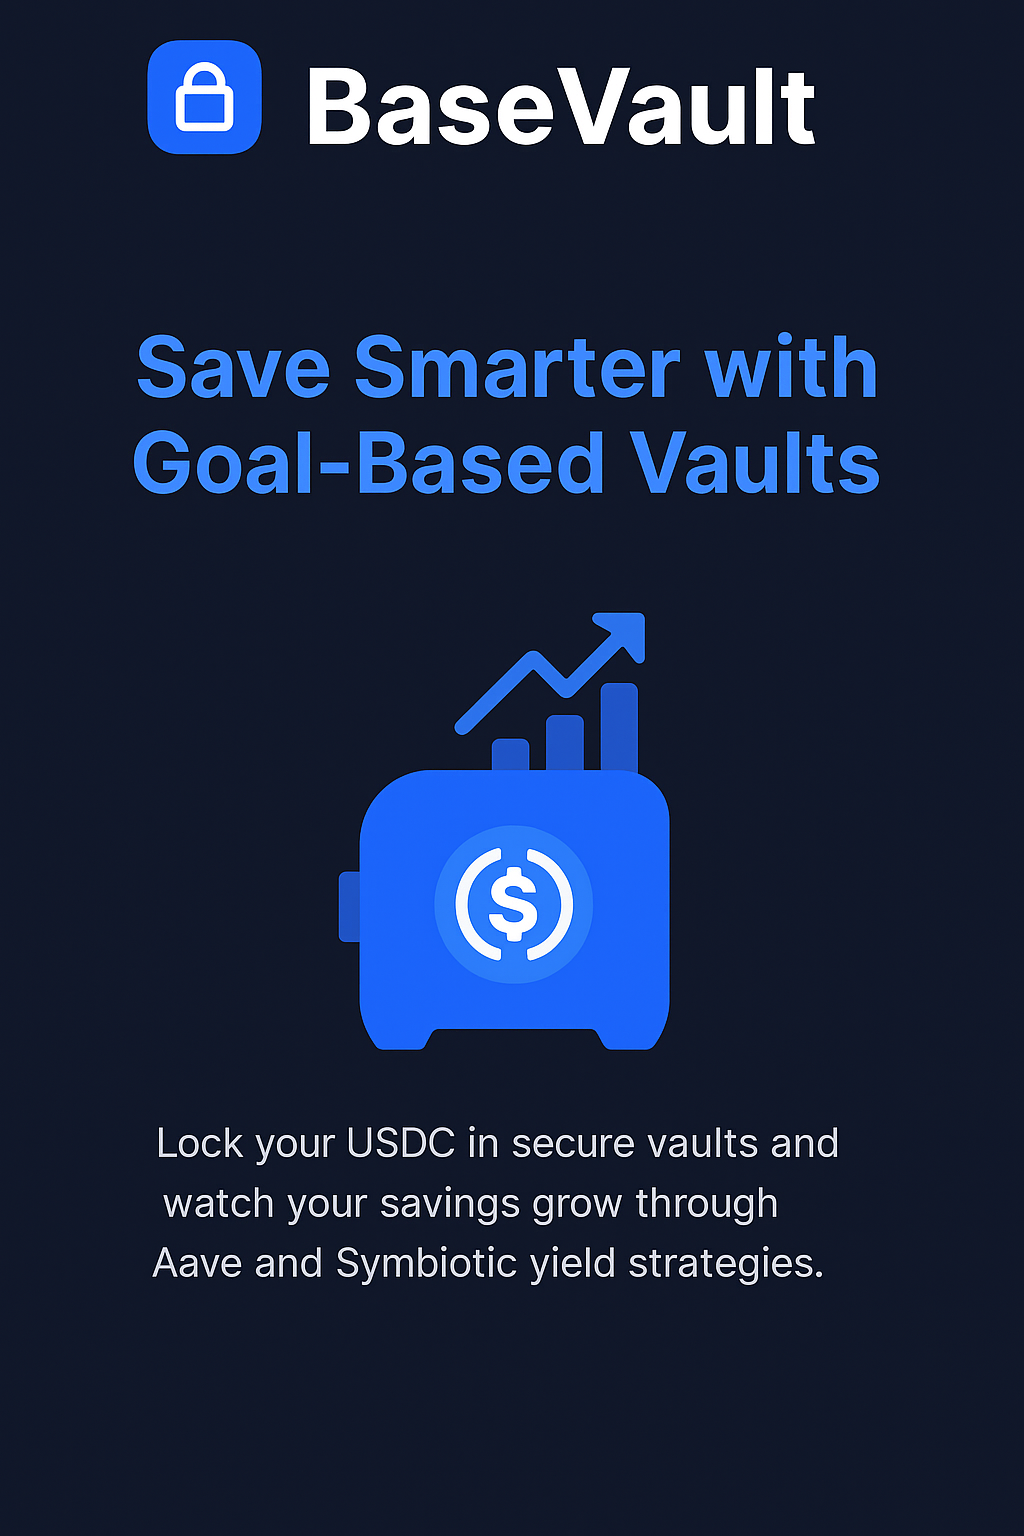 BaseVault
Save Smarter with
Goal-Based Vaults
$
Lock your USDC in secure vaults and
watch your savings grow through
Aave and Symbiotic yield strategies.